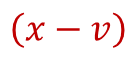 (x − v)